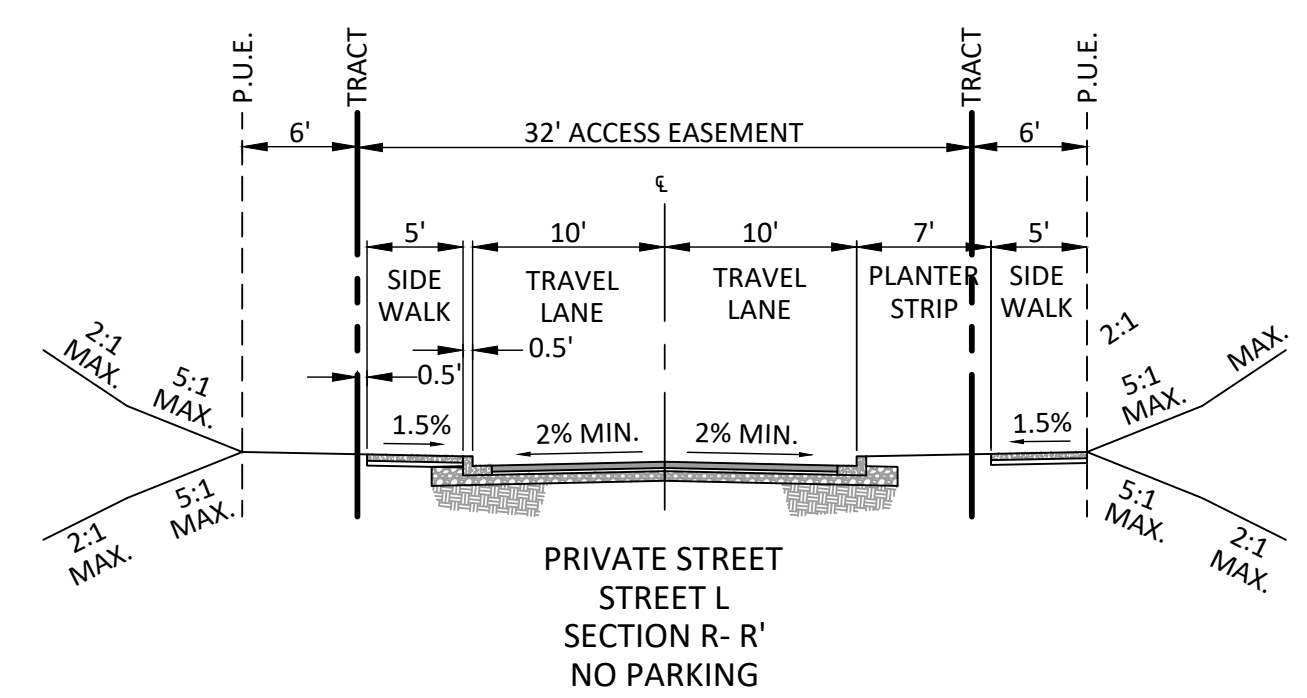 P.U.E.
TRACT
TRACT
P.U.E.
6'
32' ACCESS EASEMENT
6'
℄
5'
10'
10'
7'
5'
SIDE
WALK
TRAVEL
LANE
TRAVEL
LANE
PLANTER
STRIP
SIDE
WALK
0.5'
0.5'
2:1
MAX.
5:1
MAX.
1.5%
2% MIN.
2% MIN.
1.5%
2:1
MAX.
5:1
MAX.
5:1
MAX.
2:1
MAX.
5:1
MAX.
2:1
MAX.
PRIVATE STREET
STREET L
SECTION R- R'
NO PARKING